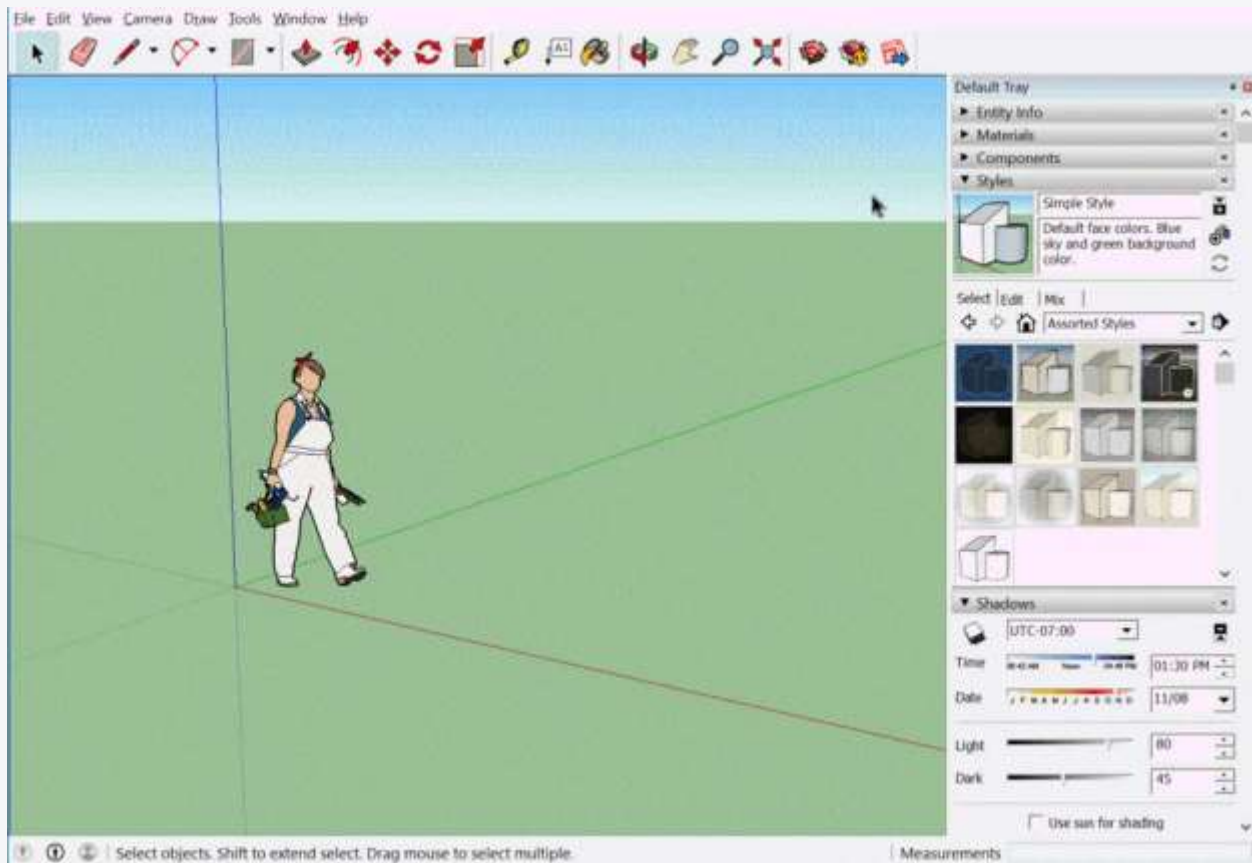 File Edit View Camera Draw Tools Window Help
A1
Default Tray
Entity Info
Materials
Components
Styles
Simple Style
Default face colors. Blue
sky and green background
color.
Select Edit Mix
Assorted Styles
Shadows
UTC-07:00
Time Noon 01:30 PM
Date J F M A M J J A S O N D 11/08
Light 80
Dark 45
Use sun for shading
Select objects. Shift to extend select. Drag mouse to select multiple.
Measurements